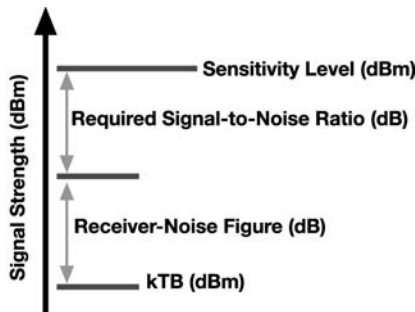 Sensitivity Level (dBm)
Required Signal-to-Noise Ratio (dB)
Receiver-Noise Figure (dB)
kTB (dBm)
Signal Strength (dBm)